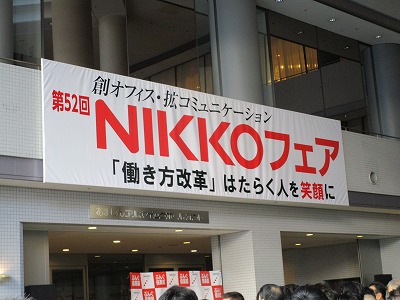 第52回
創オフィス・拡コミュニケーション
NIKKOフェア
「働き方改革」はたらく人を笑顔に